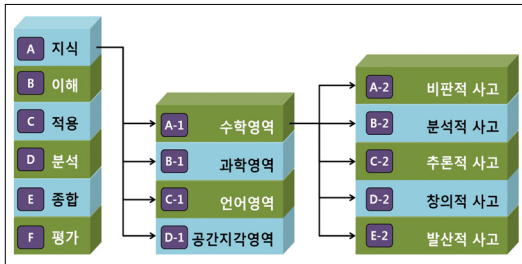 A 지식
B 이해
C 적용
D 분석
E 종합
F 평가
A-1 수학영역
B-1 과학영역
C-1 언어영역
D-1 공간지각영역
A-2 비판적 사고
B-2 분석적 사고
C-2 추론적 사고
D-2 창의적 사고
E-2 발산적 사고